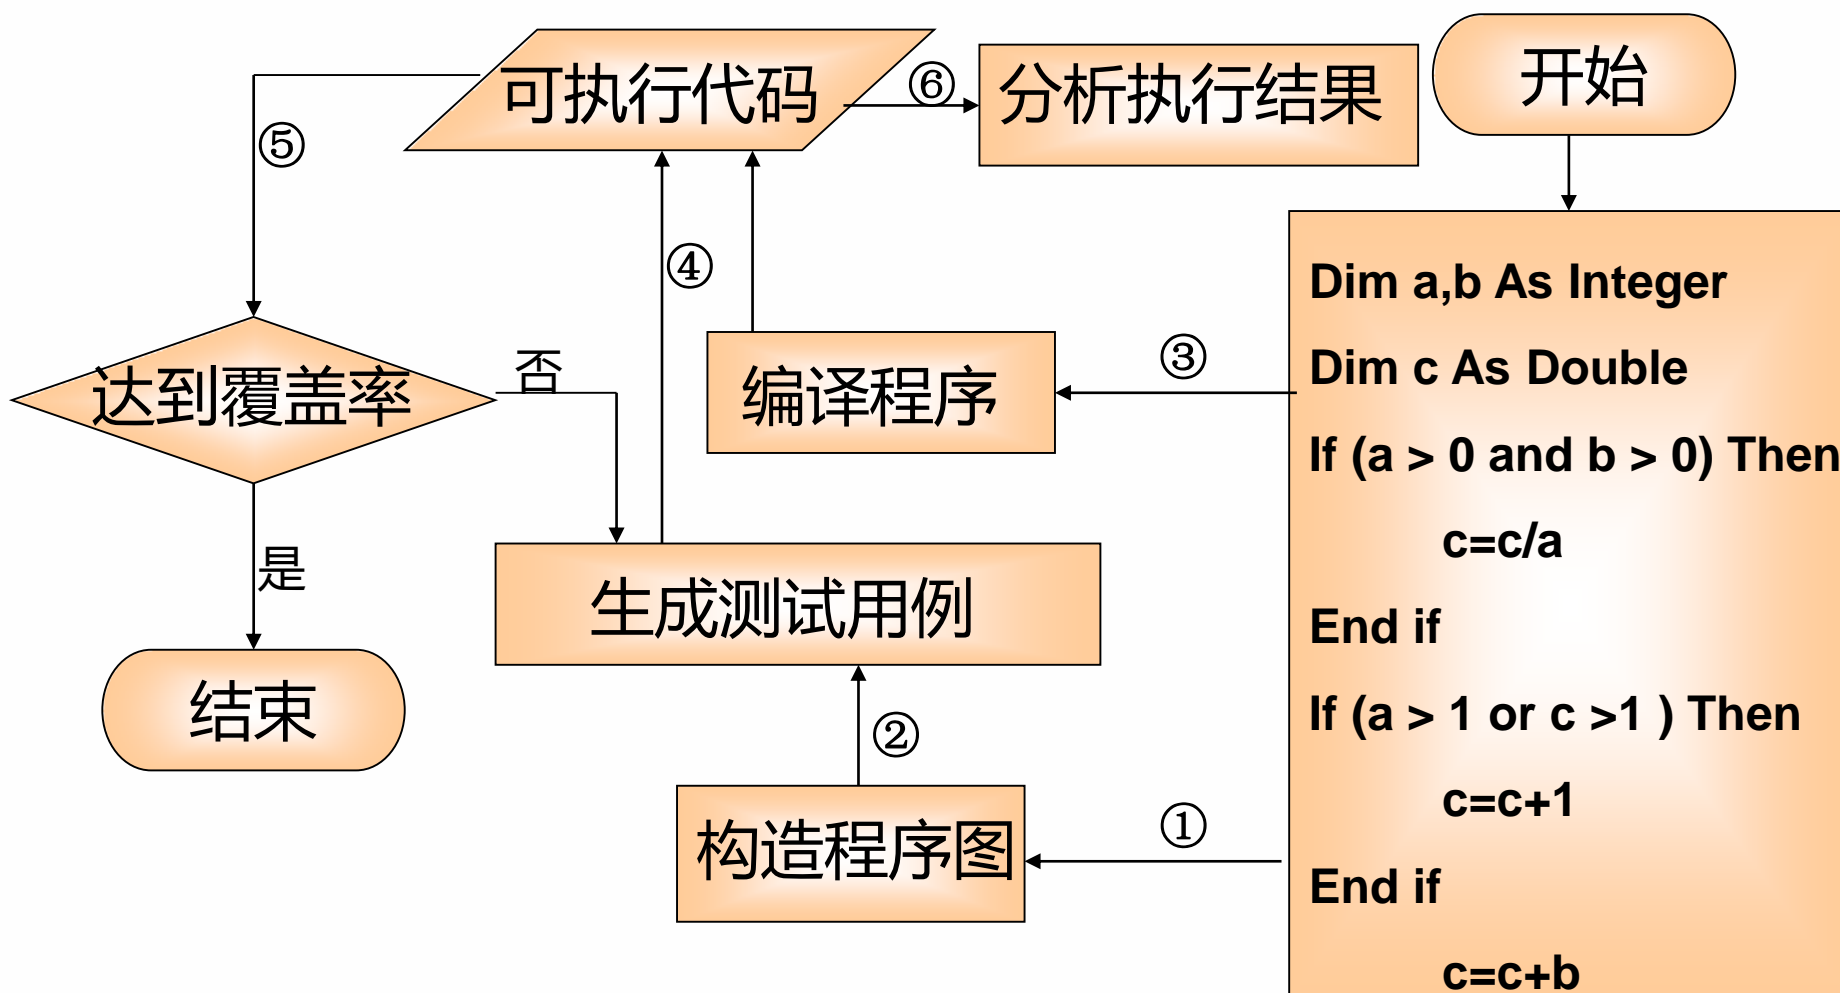 可执行代码
⑥
分析执行结果
开始
⑤
④
Dim a,b As Integer
Dim c As Double
If (a > 0 and b > 0) Then
c=c/a
End if
If (a > 1 or c >1 ) Then
c=c+1
End if
c=c+b
③
编译程序
达到覆盖率
否
是
生成测试用例
结束
②
构造程序图
①